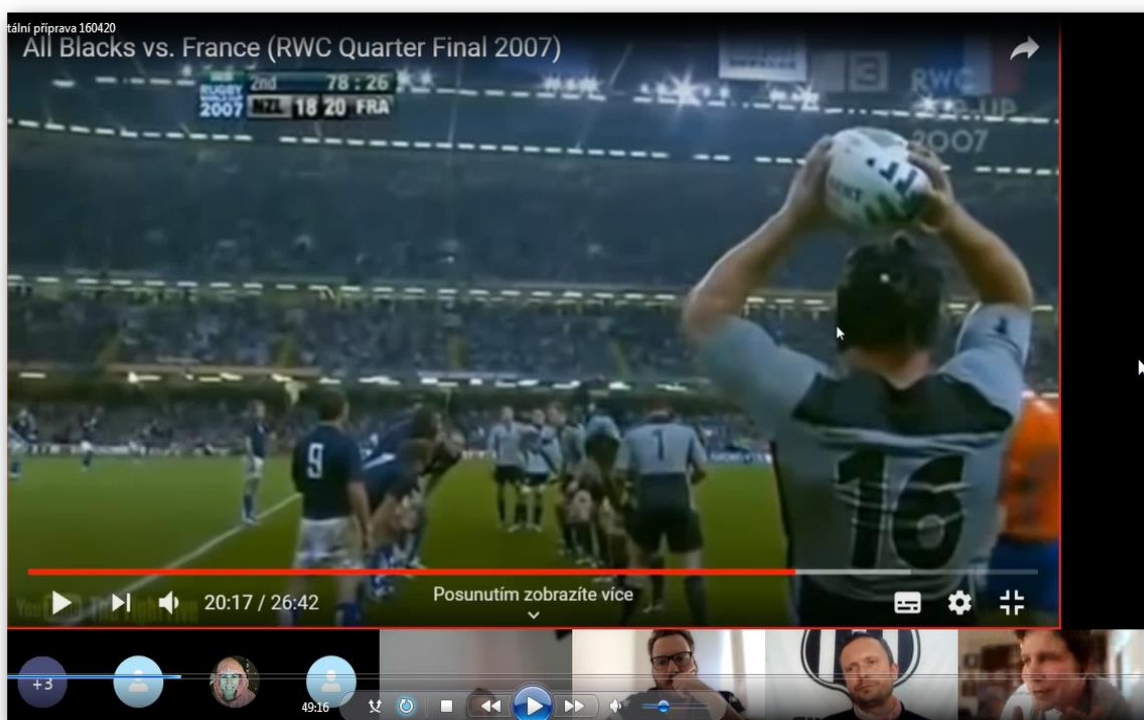 tální příprava 160420
All Blacks vs. France (RWC Quarter Final 2007)
RUGBY
2007
2nd 78:26
NZL 18 20 FRA
3
RWC
2007
9
1
16
20:17 / 26:42
Posunutím zobrazíte více
+3
49:16